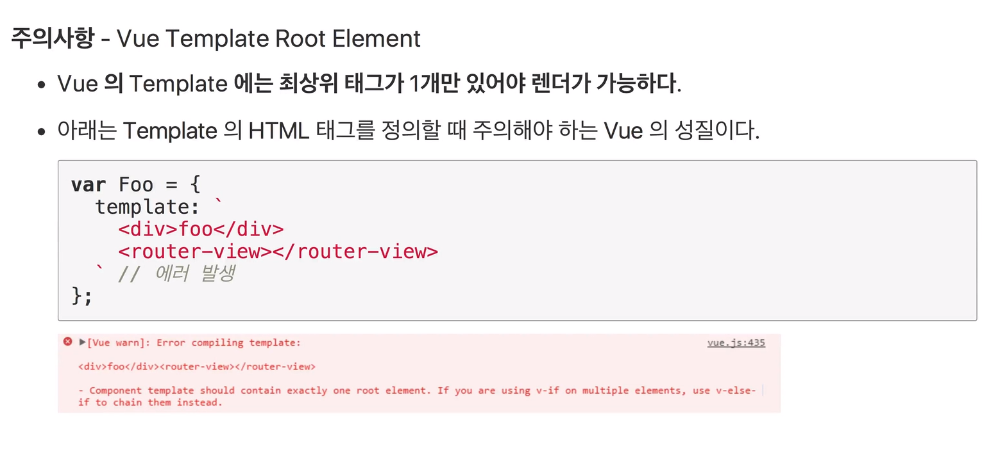 주의사항 - Vue Template Root Element
• Vue 의 Template 에는 최상위 태그가 1개만 있어야 렌더가 가능하다.
• 아래는 Template 의 HTML 태그를 정의할 때 주의해야 하는 Vue 의 성질이다.
var Foo = {
  template: `
    <div>foo</div>
    <router-view></router-view>
  ` // 에러 발생
};
▶[Vue warn]: Error compiling template: vue.js:435
<div>foo</div><router-view></router-view>
- Component template should contain exactly one root element. If you are using v-if on multiple elements, use v-else-
if to chain them instead.